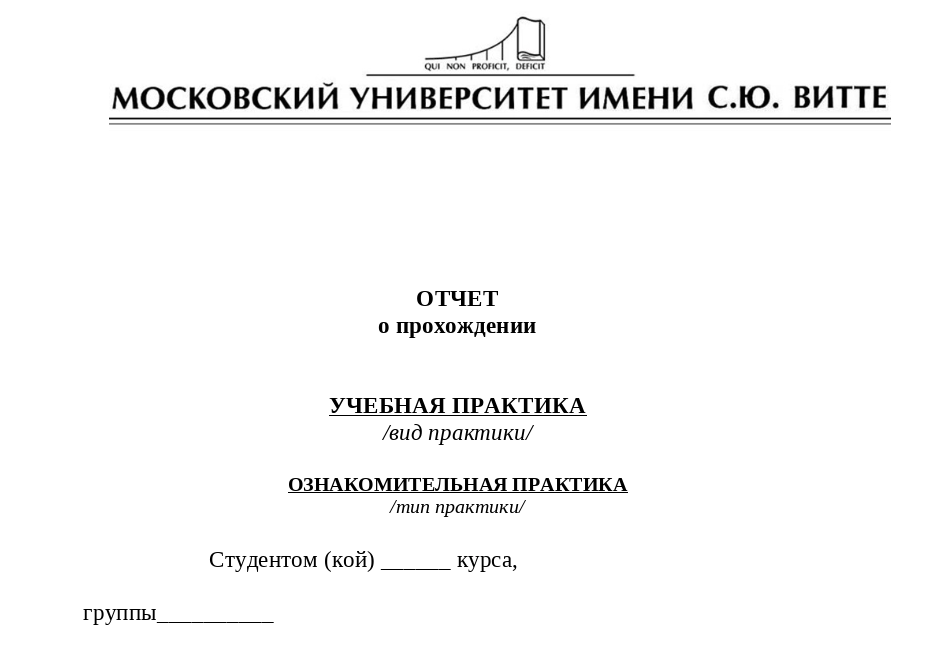 QUI NON PROFICIT, DEFICIT
МОСКОВСКИЙ УНИВЕРСИТЕТ ИМЕНИ С.Ю. ВИТТЕ
ОТЧЕТ
о прохождении
УЧЕБНАЯ ПРАКТИКА
/вид практики/
ОЗНАКОМИТЕЛЬНАЯ ПРАКТИКА
/тип практики/
Студентом (кой) ______ курса,
группы__________